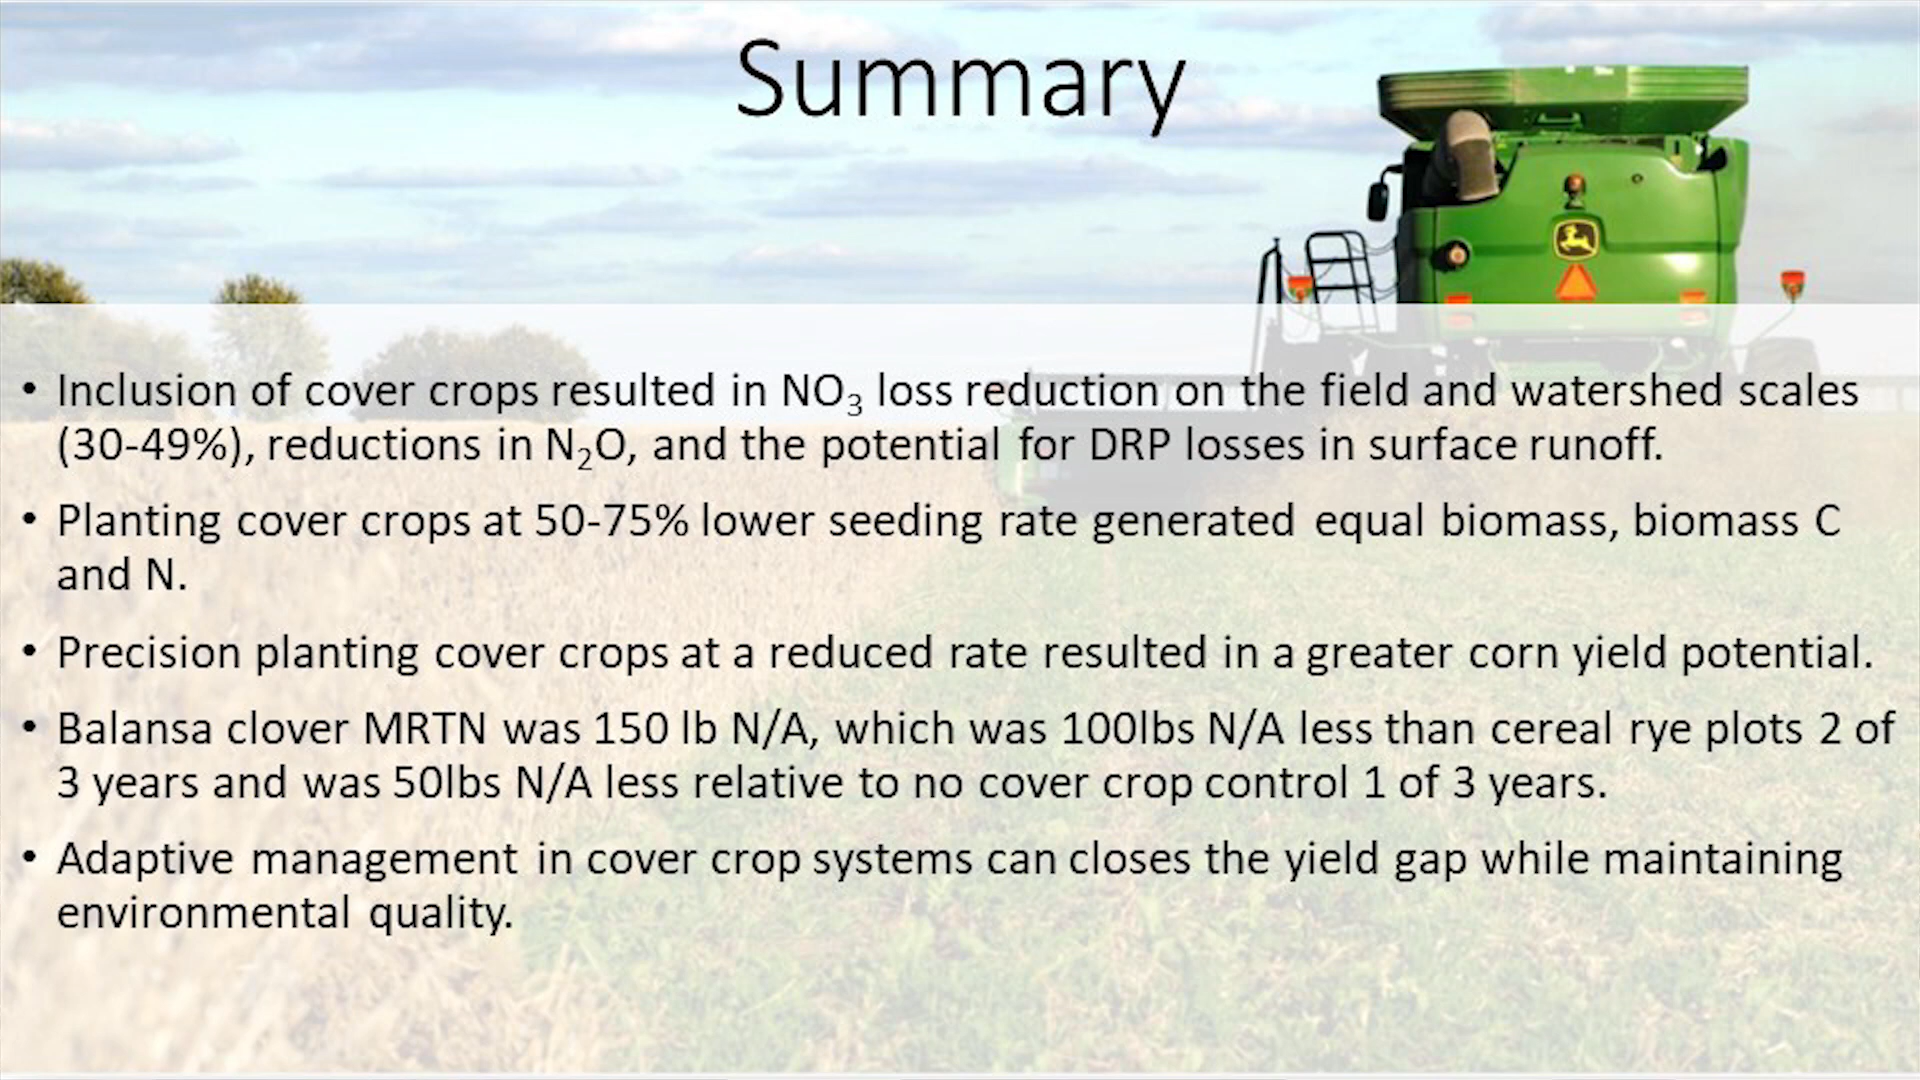 Summary
• Inclusion of cover crops resulted in NO₃ loss reduction on the field and watershed scales
(30-49%), reductions in N₂O, and the potential for DRP losses in surface runoff.
• Planting cover crops at 50-75% lower seeding rate generated equal biomass, biomass C
and N.
• Precision planting cover crops at a reduced rate resulted in a greater corn yield potential.
• Balansa clover MRTN was 150 lb N/A, which was 100lbs N/A less than cereal rye plots 2 of
3 years and was 50lbs N/A less relative to no cover crop control 1 of 3 years.
• Adaptive management in cover crop systems can closes the yield gap while maintaining
environmental quality.